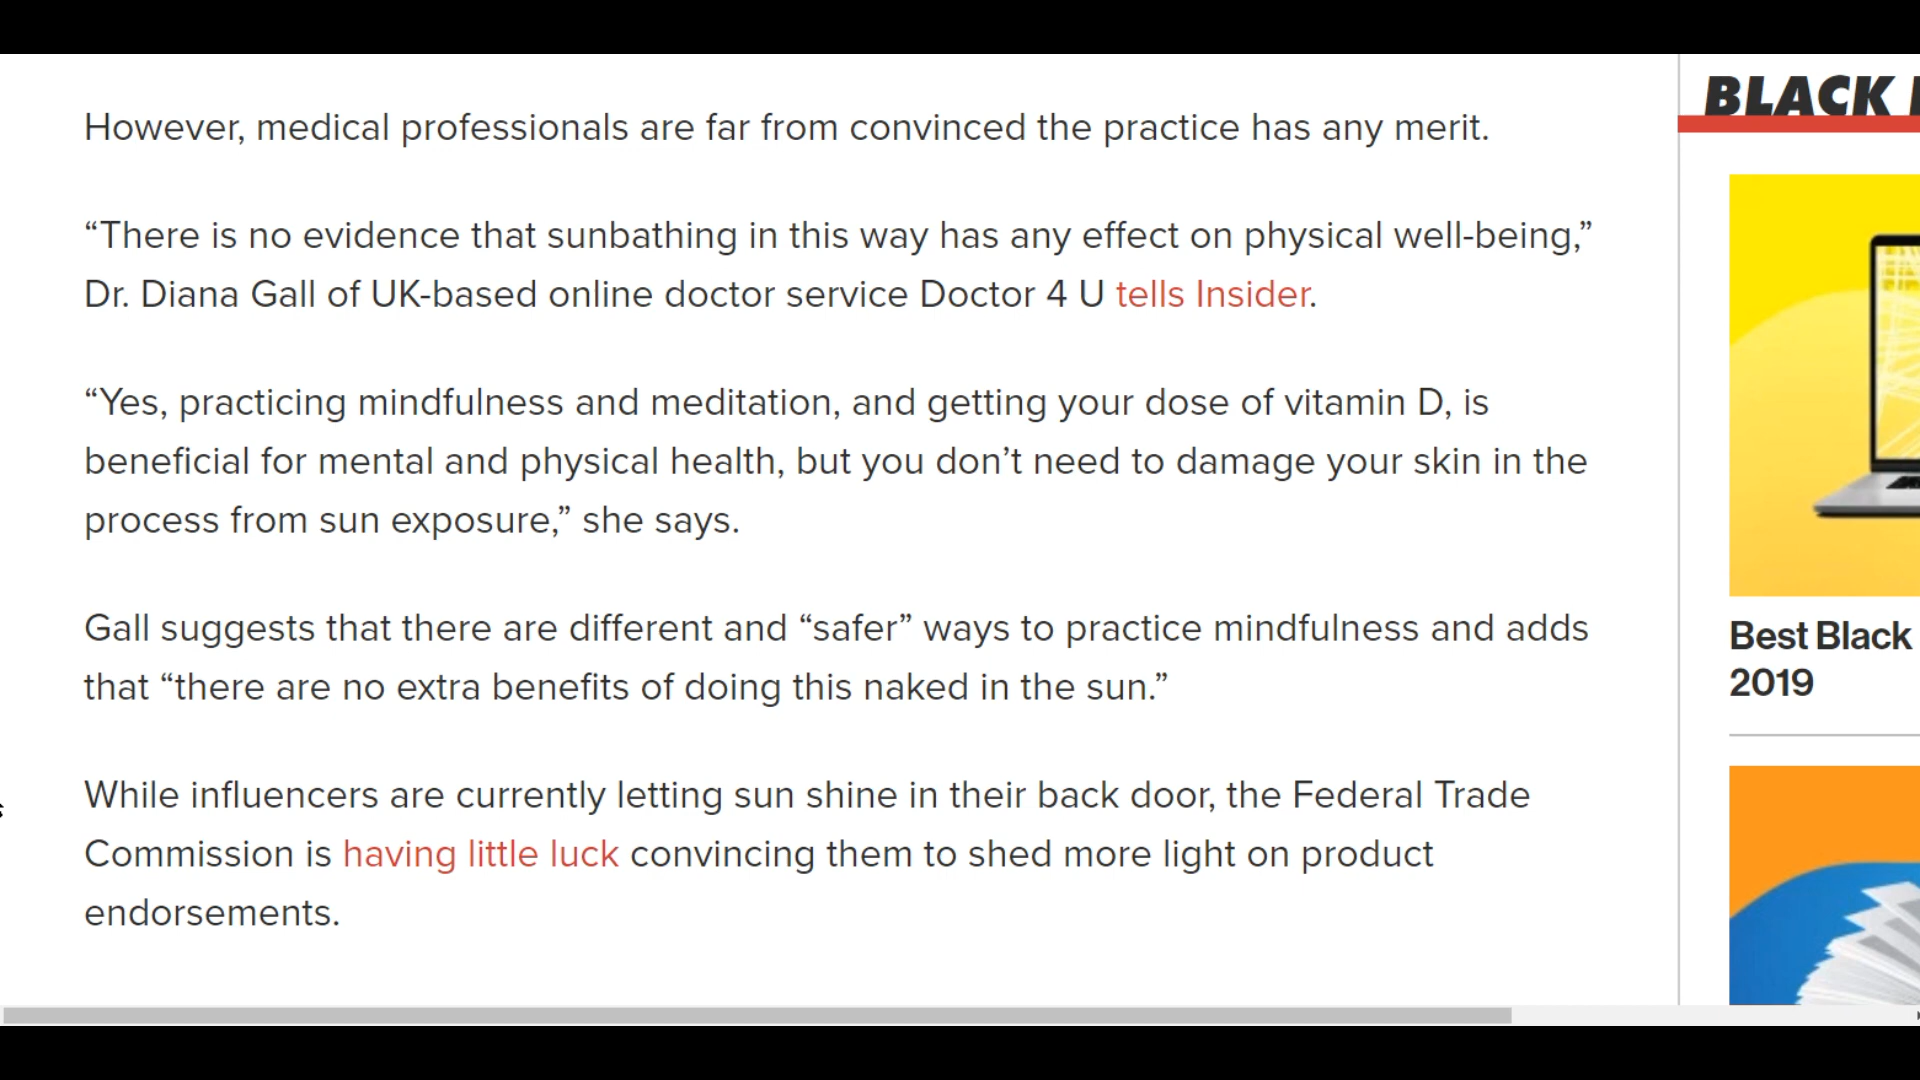 However, medical professionals are far from convinced the practice has any merit.
“There is no evidence that sunbathing in this way has any effect on physical well-being,”
Dr. Diana Gall of UK-based online doctor service Doctor 4 U tells Insider.
“Yes, practicing mindfulness and meditation, and getting your dose of vitamin D, is
beneficial for mental and physical health, but you don’t need to damage your skin in the
process from sun exposure,” she says.
Gall suggests that there are different and “safer” ways to practice mindfulness and adds
that “there are no extra benefits of doing this naked in the sun.”
While influencers are currently letting sun shine in their back door, the Federal Trade
Commission is having little luck convincing them to shed more light on product
endorsements.
BLACK
Best Black
2019